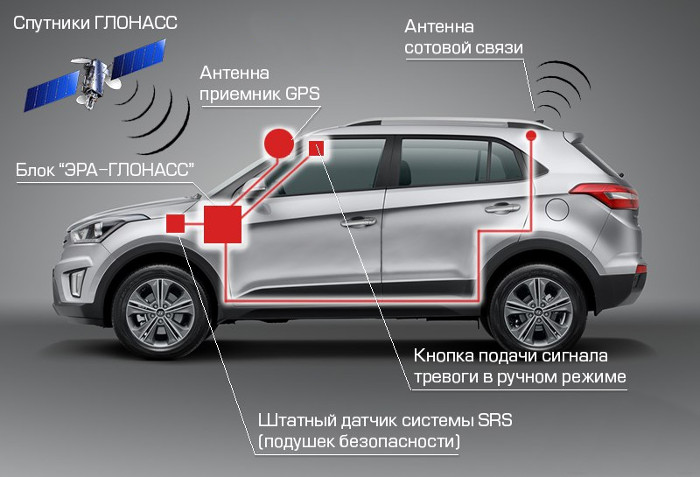 Спутники ГЛОНАСС
Антенна
сотовой связи
Антенна
приемник GPS
Блок "ЭРА-ГЛОНАСС"
Кнопка подачи сигнала
тревоги в ручном режиме
Штатный датчик системы SRS
(подушек безопасности)